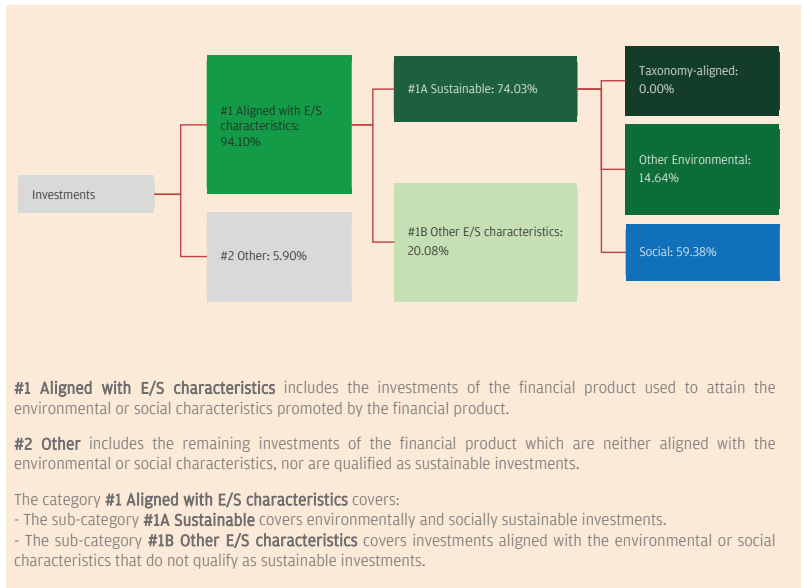 Investments
#1 Aligned with E/S
characteristics:
94.10%
#2 Other: 5.90%
#1A Sustainable: 74.03%
#1B Other E/S characteristics:
20.08%
Taxonomy-aligned:
0.00%
Other Environmental:
14.64%
Social: 59.38%
#1 Aligned with E/S characteristics includes the investments of the financial product used to attain the
environmental or social characteristics promoted by the financial product.
#2 Other includes the remaining investments of the financial product which are neither aligned with the
environmental or social characteristics, nor are qualified as sustainable investments.
The category #1 Aligned with E/S characteristics covers:
- The sub-category #1A Sustainable covers environmentally and socially sustainable investments.
- The sub-category #1B Other E/S characteristics covers investments aligned with the environmental or social
characteristics that do not qualify as sustainable investments.